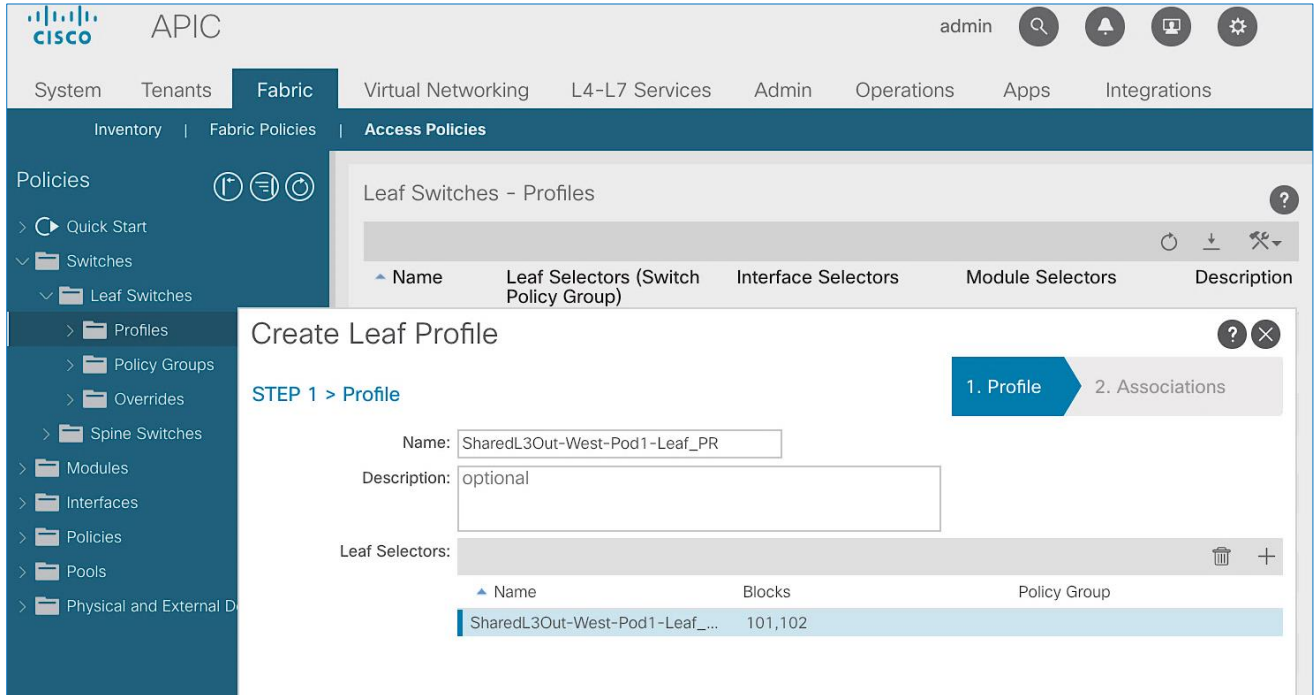 CISCO APIC admin
System Tenants Fabric Virtual Networking L4-L7 Services Admin Operations Apps Integrations
Inventory | Fabric Policies | Access Policies
Policies
Quick Start
Switches
Leaf Switches
Profiles
Policy Groups
Overrides
Spine Switches
Modules
Interfaces
Policies
Pools
Physical and External D
Leaf Switches - Profiles
?
Name Leaf Selectors (Switch Interface Selectors Module Selectors Description
Policy Group)
Create Leaf Profile ?
STEP 1 > Profile 1. Profile 2. Associations
Name: SharedL3Out-West-Pod1-Leaf_PR
Description: optional
Leaf Selectors:
Name Blocks Policy Group
SharedL3Out-West-Pod1-Leaf_... 101,102